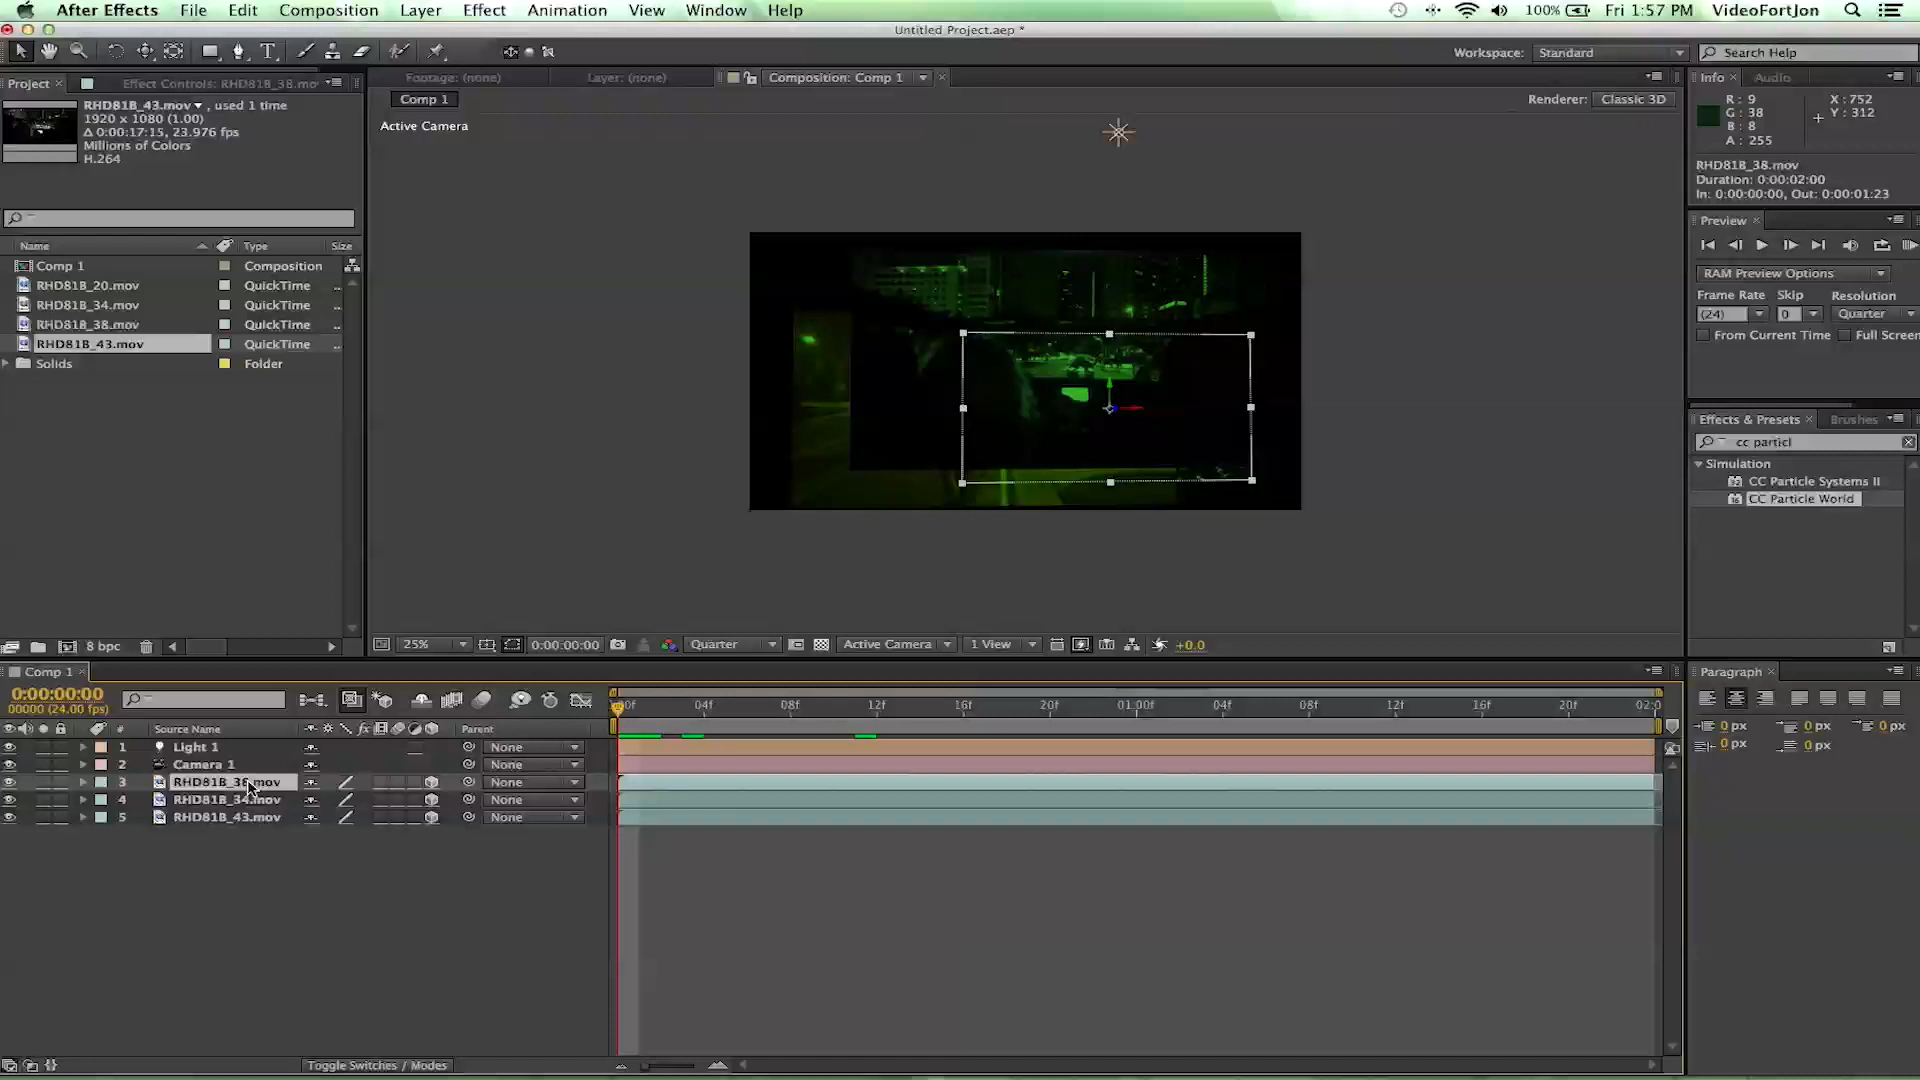 After Effects File Edit Composition Layer Effect Animation View Window Help 100% Fri 1:57 PM VideoFortJon
Untitled Project.aep *
Workspace: Standard Search Help
Project × Effect Controls: RHD81B_38.mov Footage: (none) Layer: (none) Composition: Comp 1 × Info × Audio
RHD81B_43.mov, used 1 time
1920 x 1080 (1.00)
Δ 0:00:17:15, 23.976 fps
Millions of Colors
H.264
Comp 1 Renderer: Classic 3D
Active Camera
R: 9 X: 752
G: 38 Y: 312
B: 8
A: 255
RHD81B_38.mov
Duration: 0:00:02:00
In: 0:00:00:00, Out: 0:00:01:23
Preview ×
Name Type Size
Comp 1 Composition
RHD81B_20.mov QuickTime ..
RHD81B_34.mov QuickTime ..
RHD81B_38.mov QuickTime ..
RHD81B_43.mov QuickTime ..
Solids Folder
RAM Preview Options
Frame Rate Skip Resolution
(24) 0 Quarter
From Current Time Full Screen
Effects & Presets × Brushes
cc particl
Simulation
CC Particle Systems II
CC Particle World
8 bpc 25% 0:00:00:00 Quarter Active Camera 1 View +0.0
Comp 1 × Paragraph ×
0:00:00:00
00000 (24.00 fps)
00f 04f 08f 12f 16f 20f 01:00f 04f 08f 12f 16f 20f 02:0
# Source Name fx Parent
1 Light 1 None
2 Camera 1 None
3 RHD81B_38.mov None
4 RHD81B_34.mov None
5 RHD81B_43.mov None
0 px 0 px 0 px
0 px 0 px
Toggle Switches / Modes